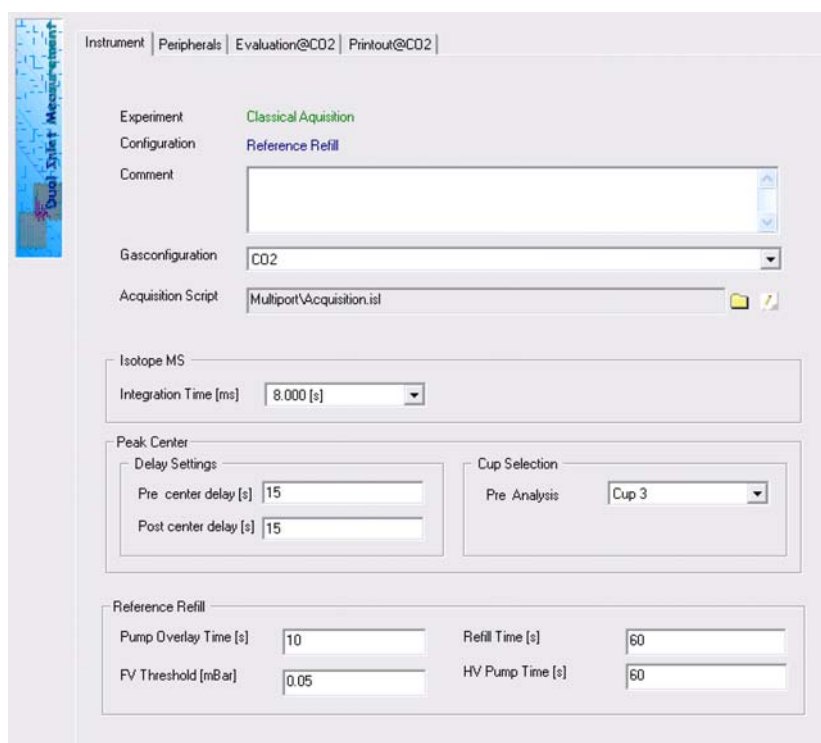 Dual Inlet Measurement
Instrument Peripherals Evaluation@CO2 Printout@CO2
Experiment Classical Aquisition
Configuration Reference Refill
Comment
Gasconfiguration CO2
Acquisition Script Multiport\Acquisition.isl
Isotope MS
Integration Time [ms] 8.000 [s]
Peak Center
Delay Settings
Pre center delay [s] 15
Post center delay [s] 15
Cup Selection
Pre Analysis Cup 3
Reference Refill
Pump Overlay Time [s] 10 Refill Time [s] 60
FV Threshold [mBar] 0.05 HV Pump Time [s] 60